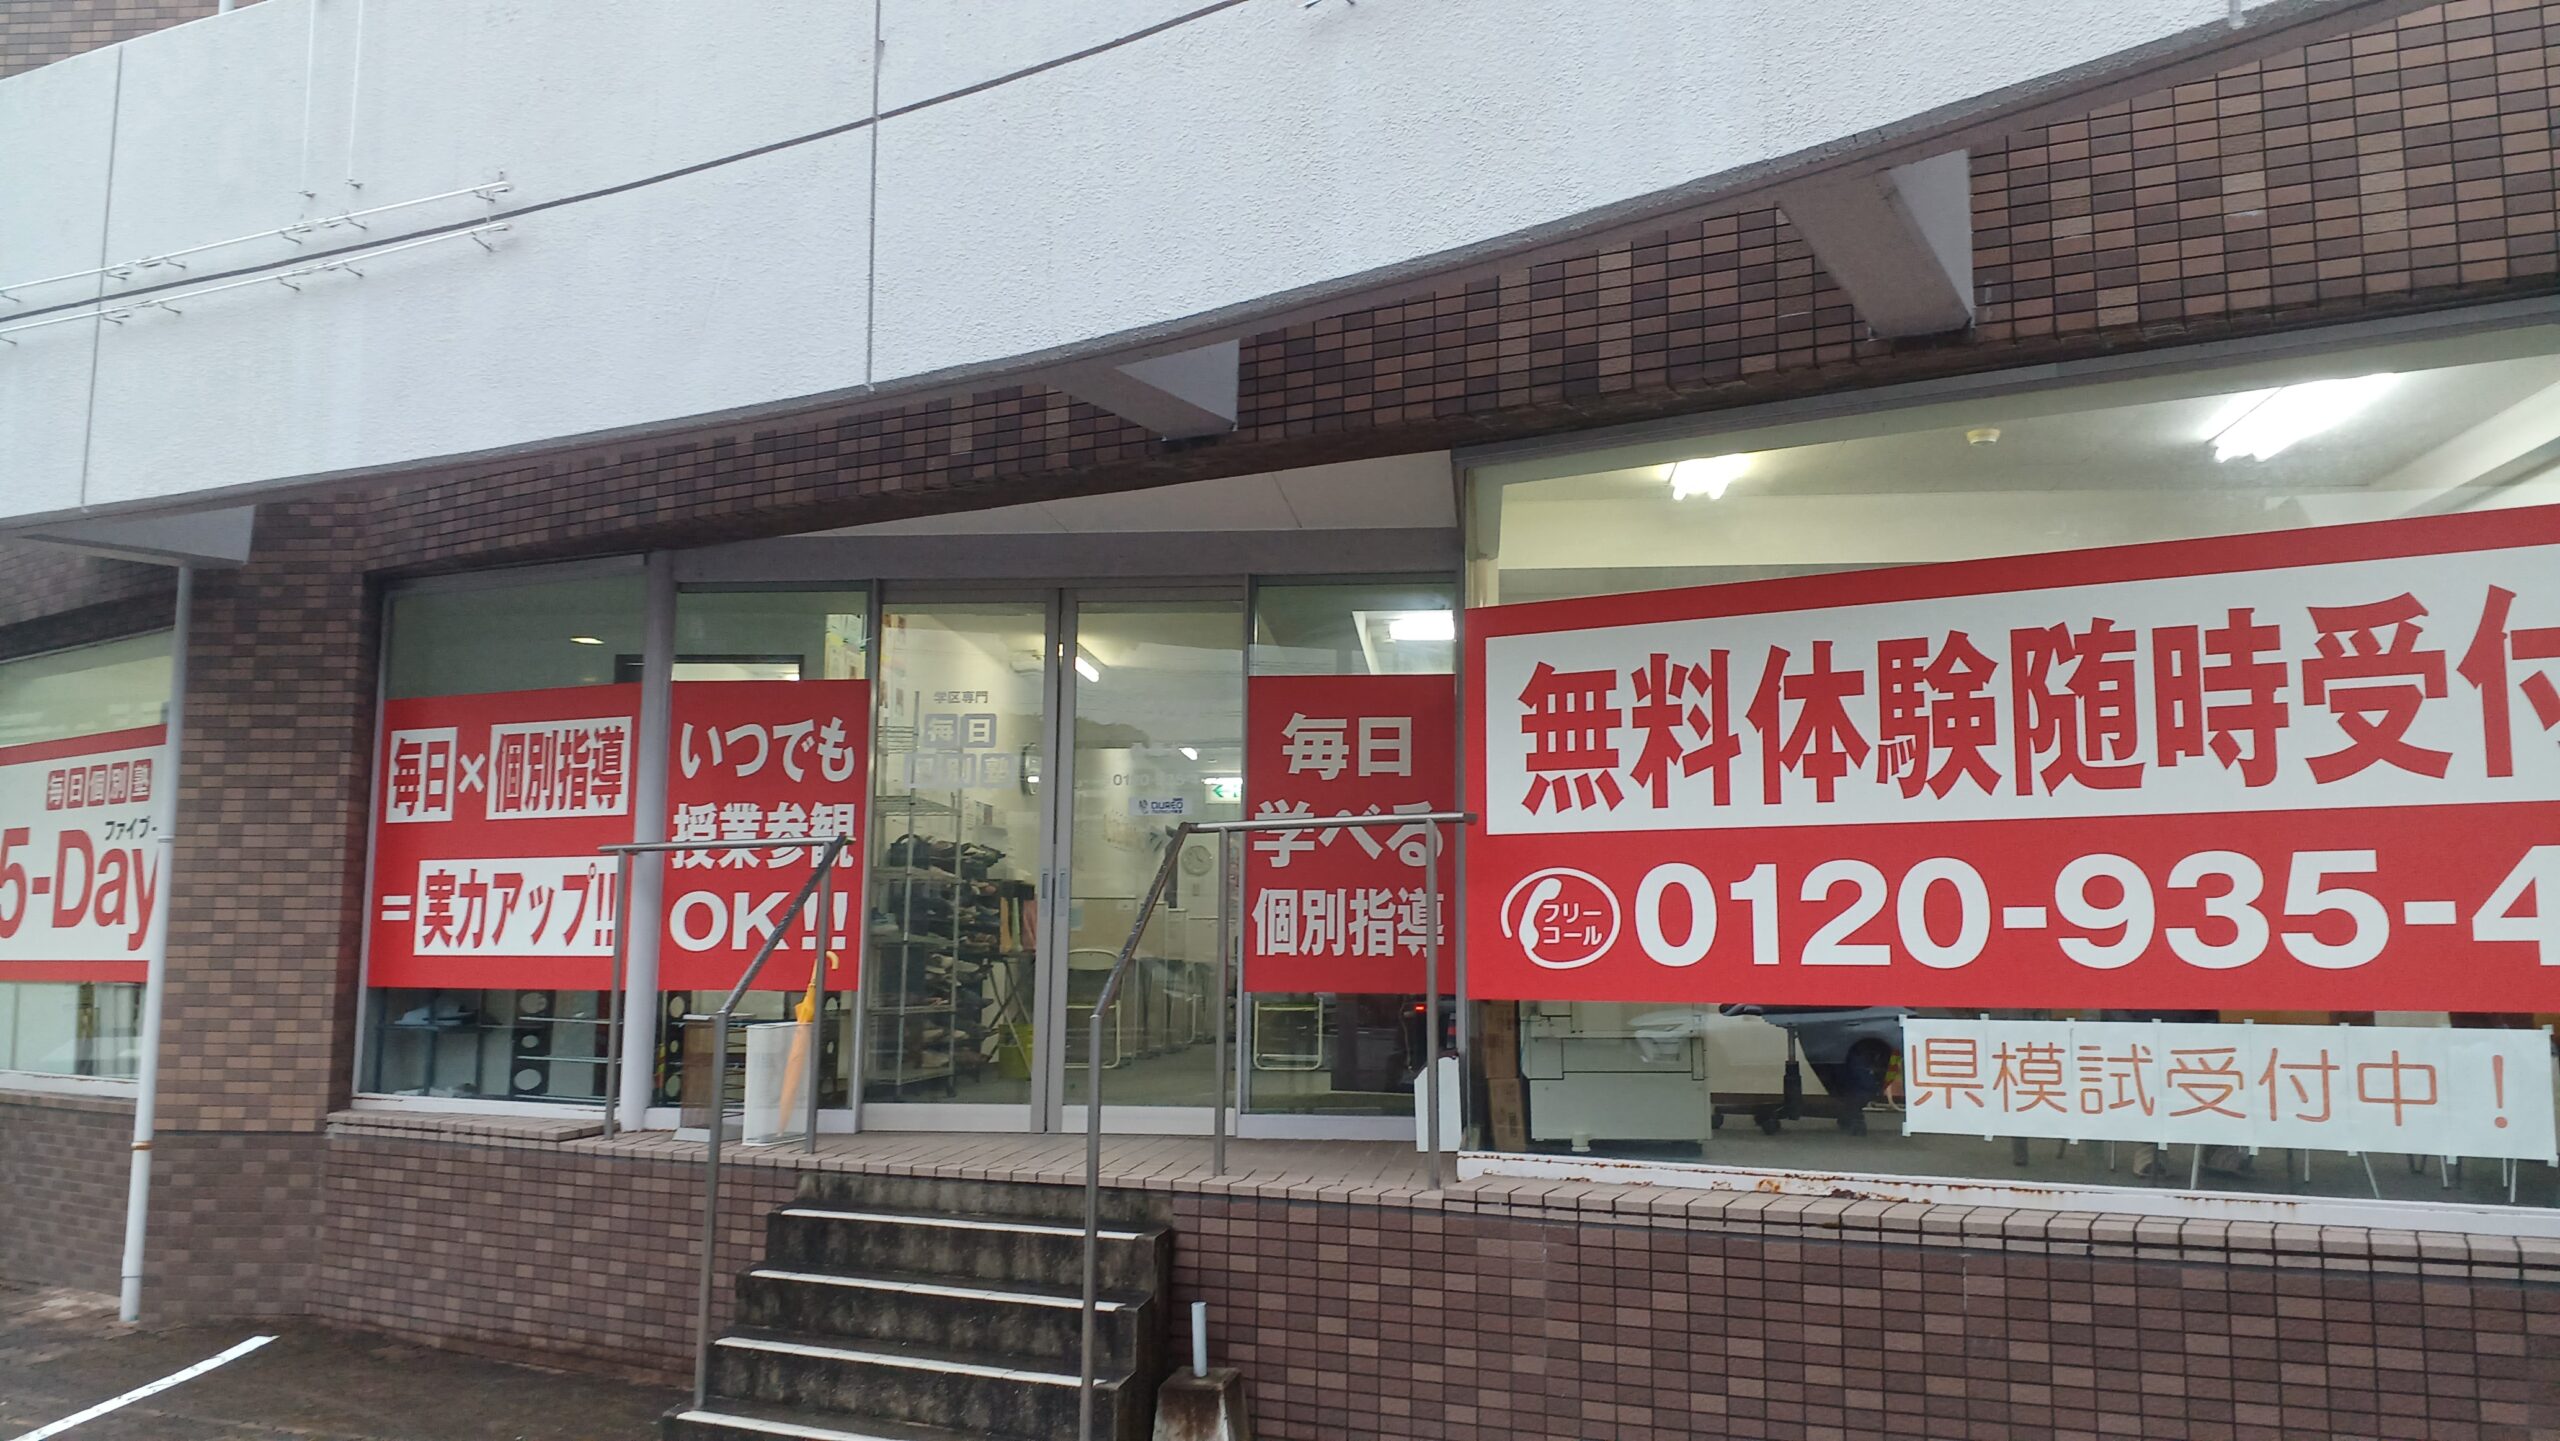 毎日個別塾
ファイブ-
5-Day
毎日×個別指導
=実力アップ!!
いつでも
授業参観
OK!!
学区専門
毎日
個別塾
0120-935-
QUREO
毎日
学べる
個別指導
無料体験随時受付
フリー
コール
0120-935-4
県模試受付中!